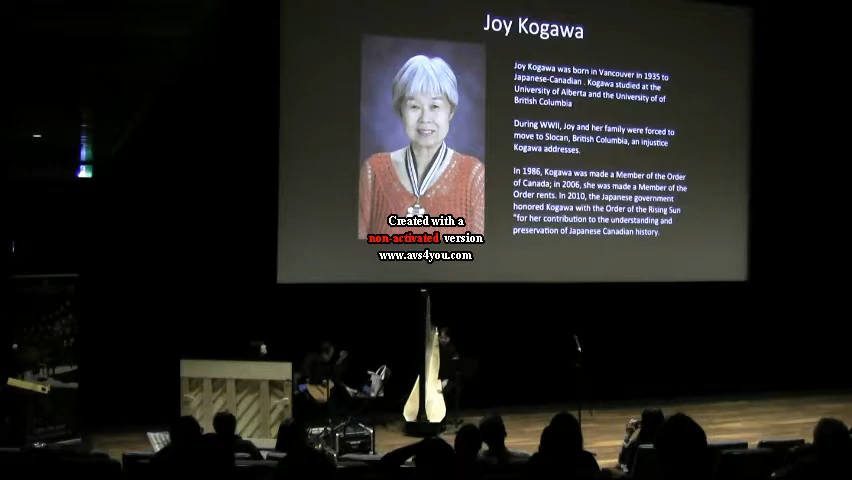 Joy Kogawa
Joy Kogawa was born in Vancouver in 1935 to
Japanese-Canadian . Kogawa studied at the
University of Alberta and the University of of
British Columbia
During WWII, Joy and her family were forced to
move to Slocan, British Columbia, an injustice
Kogawa addresses.
In 1986, Kogawa was made a Member of the Order
of Canada; in 2006, she was made a Member of the
Order rents. In 2010, the Japanese government
honored Kogawa with the Order of the Rising Sun
"for her contribution to the understanding and
preservation of Japanese Canadian history.
Created with a
non-activated version
www.avs4you.com